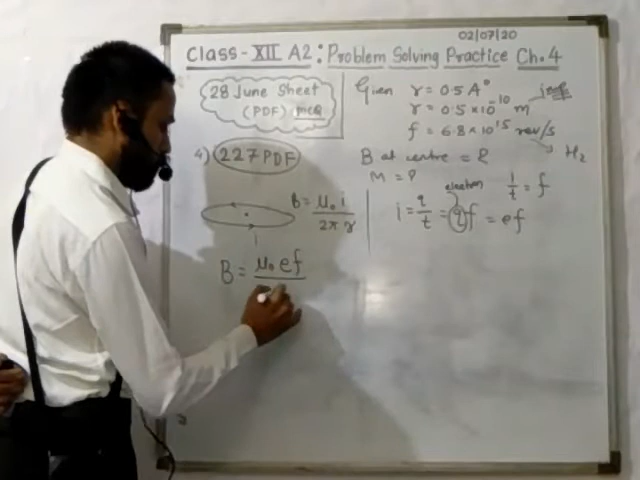 02/07/20
Class-XII A2: Problem Solving Practice Ch.4
28 June Sheet
(PDF) mcq
4) 227 PDF
B = μ₀ i / 2π r
i
B = μ₀ ef
Given r = 0.5 A°
r = 0.5 × 10⁻¹⁰ m
f = 6.8 × 10¹⁵ rev/s
H₂
B at centre = ?
M = ?
electron
1/t = f
i = q/t = qf = ef